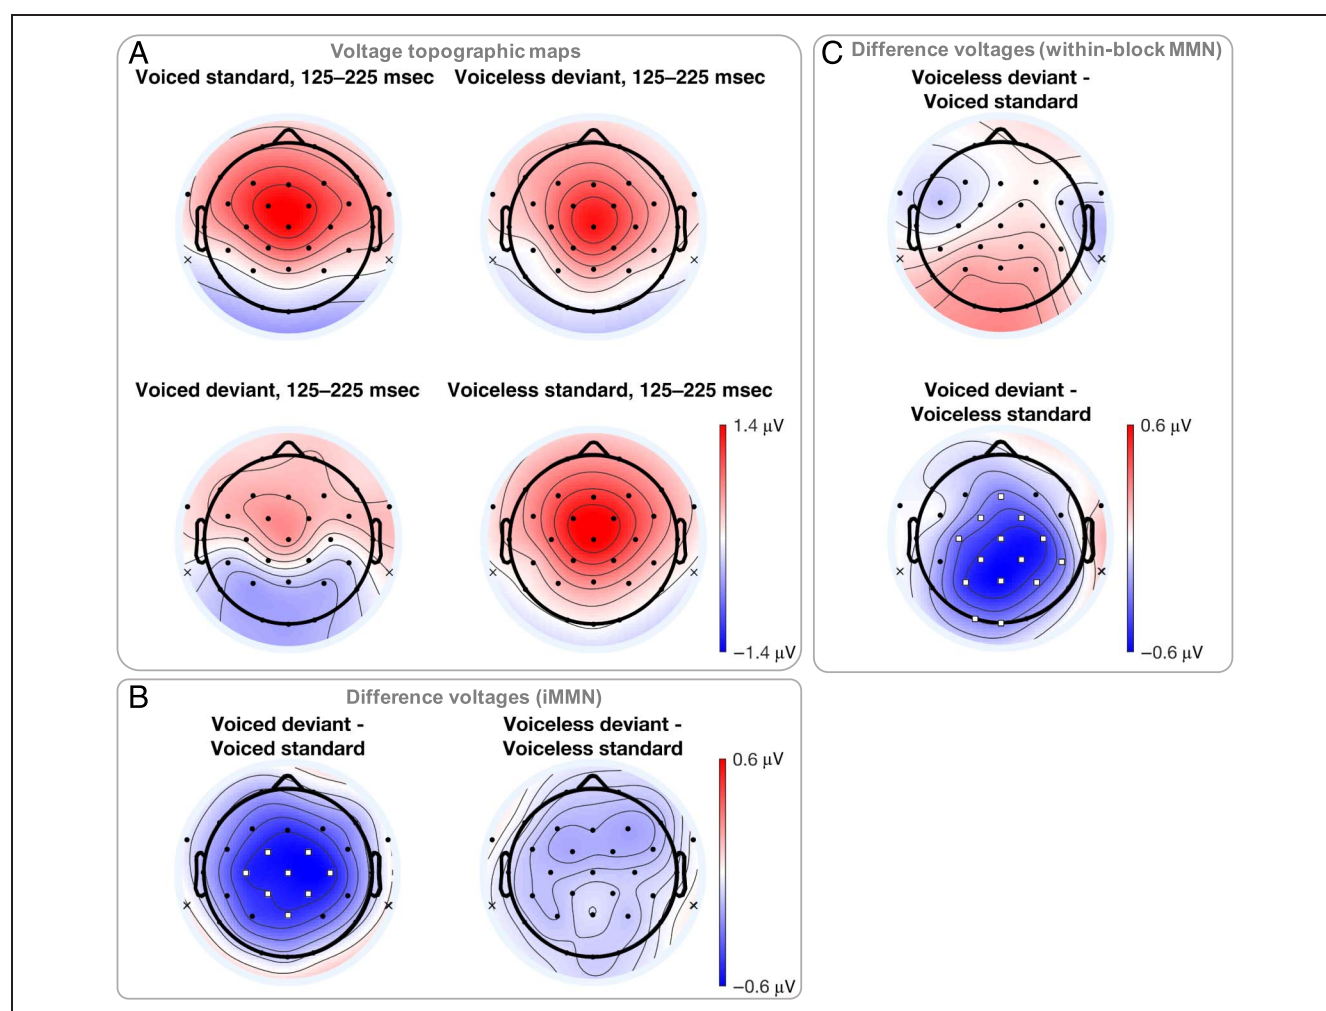 A
Voltage topographic maps
Voiced standard, 125–225 msec
Voiceless deviant, 125–225 msec
Voiced deviant, 125–225 msec
Voiceless standard, 125–225 msec
1.4 μV
−1.4 μV
B
Difference voltages (iMMN)
Voiced deviant -
Voiced standard
Voiceless deviant -
Voiceless standard
0.6 μV
−0.6 μV
C
Difference voltages (within-block MMN)
Voiceless deviant -
Voiced standard
Voiced deviant -
Voiceless standard
0.6 μV
−0.6 μV